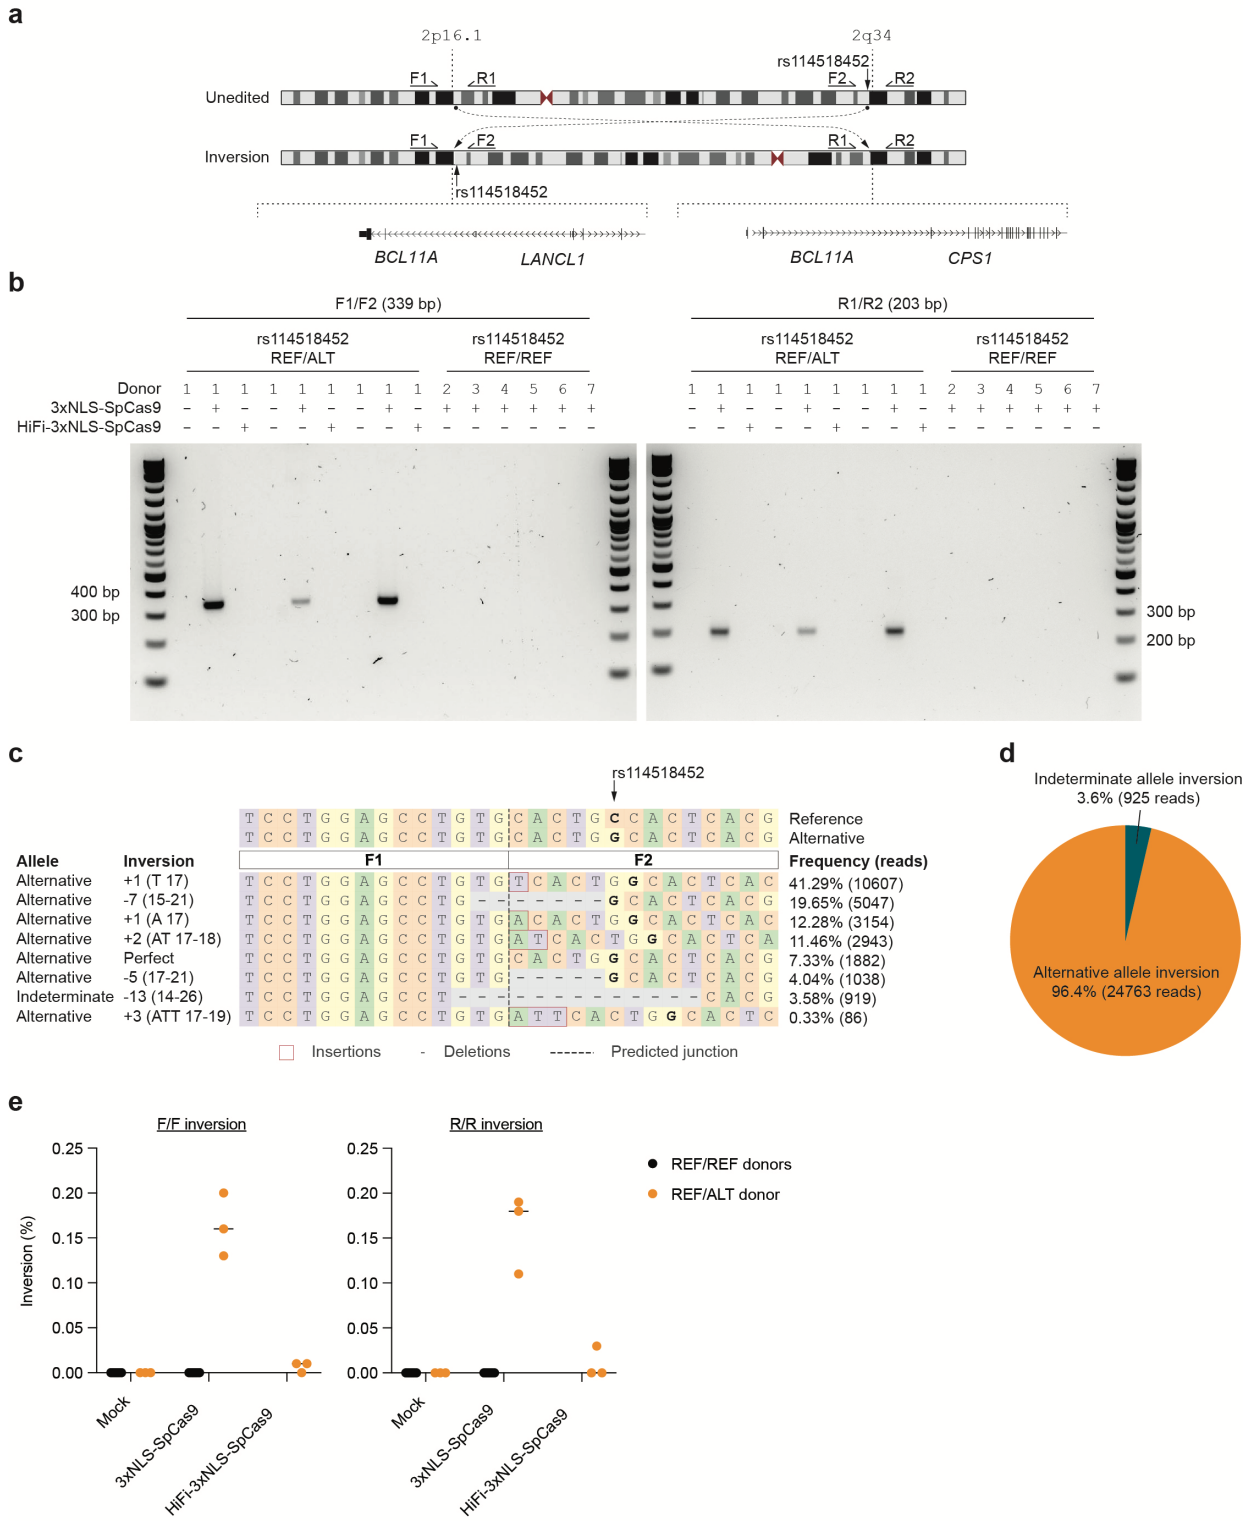 a
2p16.1 2q34
rs114518452
F1 R1 F2 R2
Unedited
F1 F2 R1 R2
Inversion
rs114518452
BCL11A LANCL1 BCL11A CPS1
b
F1/F2 (339 bp) R1/R2 (203 bp)
rs114518452 rs114518452 rs114518452 rs114518452
REF/ALT REF/REF REF/ALT REF/REF
Donor 1 1 1 1 1 1 1 1 1 2 3 4 5 6 7 1 1 1 1 1 1 1 1 1 2 3 4 5 6 7
3xNLS-SpCas9 – + – – + – – + – + + + + + + – + – – + – – + – + + + + + +
HiFi-3xNLS-SpCas9 – – + – – + – – + – – – – – – – – + – – + – – + – – – – – –
400 bp
300 bp
300 bp
200 bp
c
rs114518452
T C C T G G A G C C T G T G C A C T G C C A C T C A C G Reference
T C C T G G A G C C T G T G C A C T G G C A C T C A C G Alternative
Allele Inversion F1 F2 Frequency (reads)
Alternative +1 (T 17) T C C T G G A G C C T G T G T C A C T G G C A C T C A C 41.29% (10607)
Alternative -7 (15-21) T C C T G G A G C C T G - - - - - - - G C A C T C A C G 19.65% (5047)
Alternative +1 (A 17) T C C T G G A G C C T G T G A C A C T G G C A C T C A C 12.28% (3154)
Alternative +2 (AT 17-18) T C C T G G A G C C T G T G A T C A C T G G C A C T C A 11.46% (2943)
Alternative Perfect T C C T G G A G C C T G T G C A C T G G C A C T C A C G 7.33% (1882)
Alternative -5 (17-21) T C C T G G A G C C T G T G - - - - - G C A C T C A C G 4.04% (1038)
Indeterminate -13 (14-26) T C C T G G A G C C T - - - - - - - - - - - - - C A C G 3.58% (919)
Alternative +3 (ATT 17-19) T C C T G G A G C C T G T G A T T C A C T G G C A C T C 0.33% (86)
Insertions - Deletions Predicted junction
d
Indeterminate allele inversion
3.6% (925 reads)
Alternative allele inversion
96.4% (24763 reads)
e
F/F inversion R/R inversion
Inversion (%)
0.25
0.20
0.15
0.10
0.05
0.00
Mock
3xNLS-SpCas9
HiFi-3xNLS-SpCas9
0.25
0.20
0.15
0.10
0.05
0.00
Mock
3xNLS-SpCas9
HiFi-3xNLS-SpCas9
REF/REF donors
REF/ALT donor